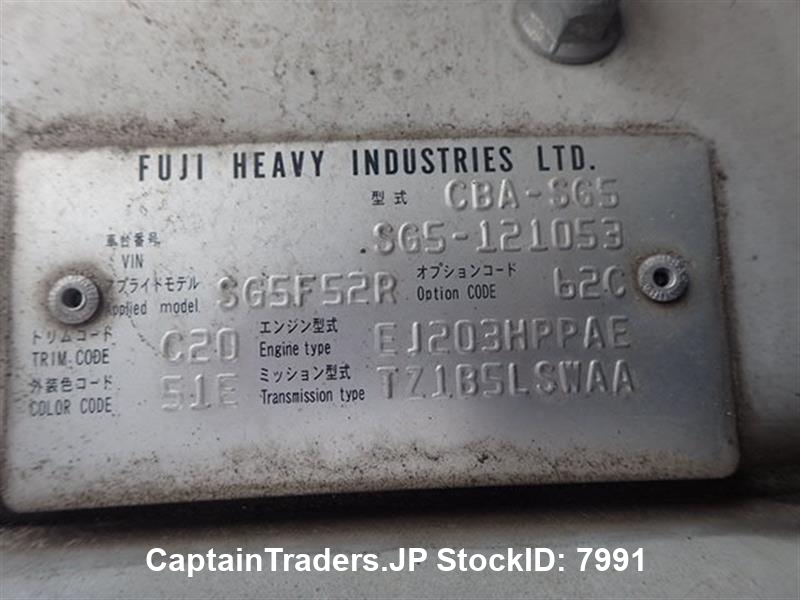 FUJI HEAVY INDUSTRIES LTD.
型式 CBA-SG5
車台番号 SG5-121053
VIN
アプライドモデル オプションコード
Applied model SG5F52R Option CODE 62C
トリムコード エンジン型式
TRIM CODE C20 Engine type EJ203HPPAE
外装色コード ミッション型式
COLOR CODE 51E Transmission type TZ1B5LSWAA
CaptainTraders.JP StockID: 7991